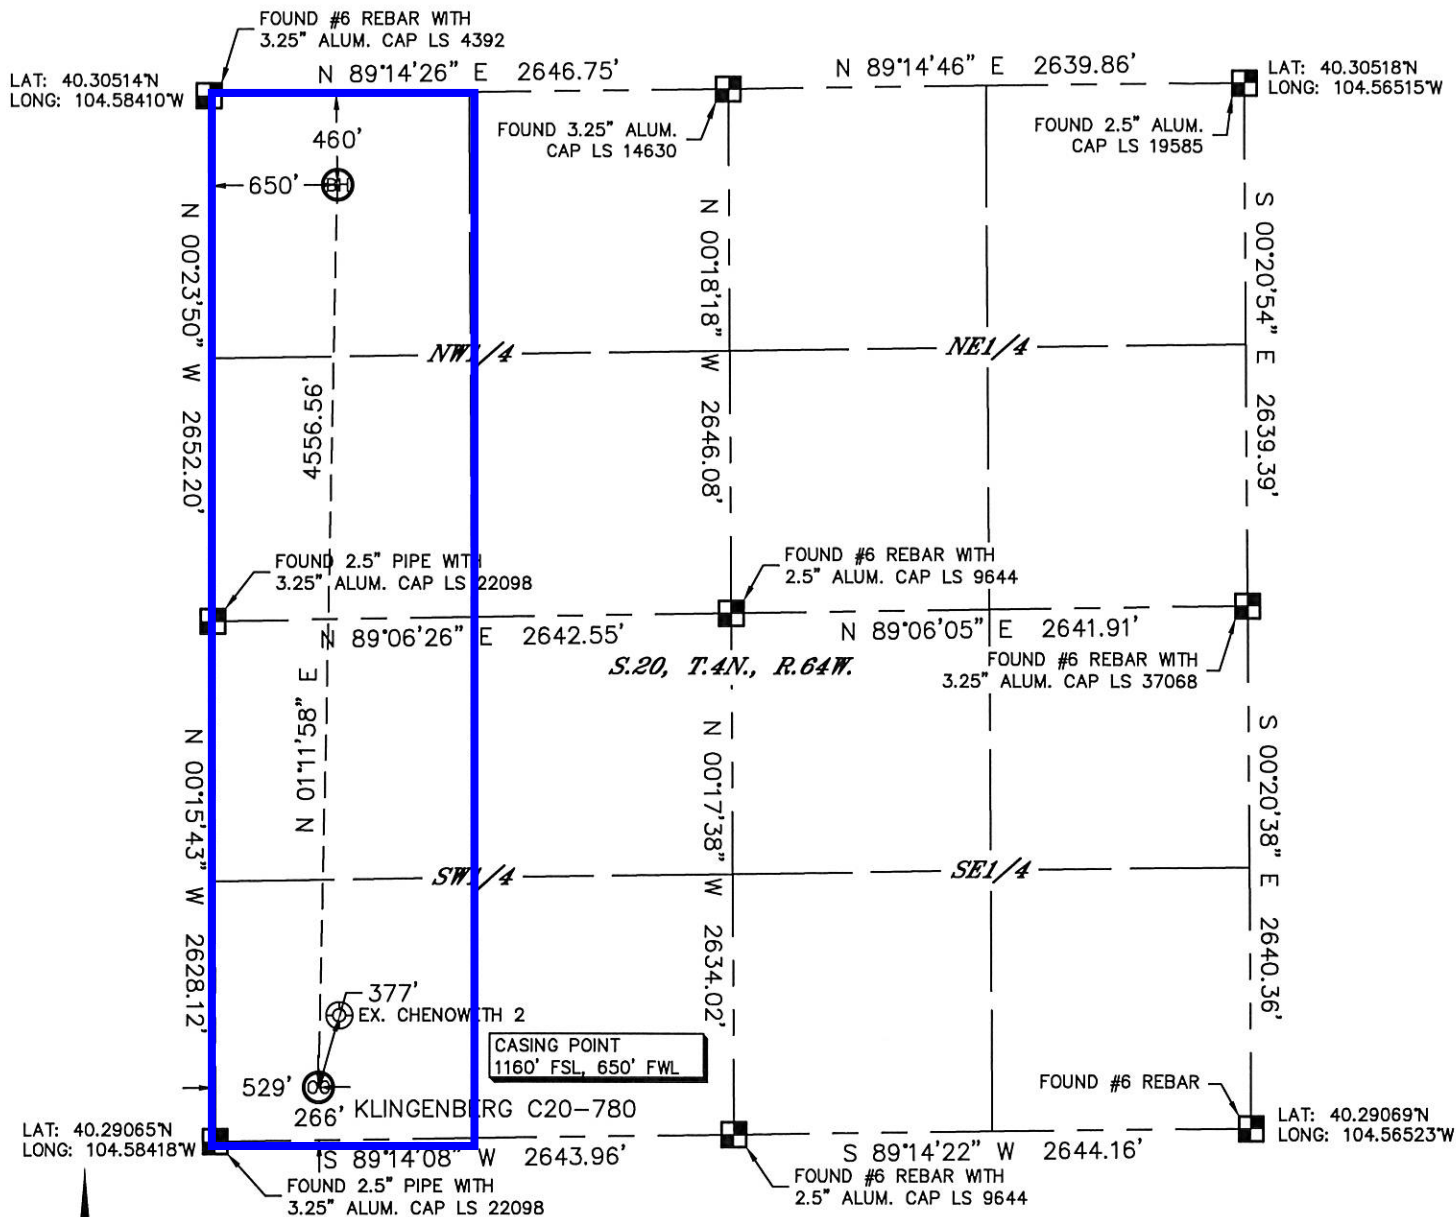 FOUND #6 REBAR WITH
3.25" ALUM. CAP LS 4392
LAT: 40.30514°N
LONG: 104.58410°W
N 89°14'26" E 2646.75'
N 89°14'46" E 2639.86'
LAT: 40.30518°N
LONG: 104.56515°W
FOUND 3.25" ALUM.
CAP LS 14630
FOUND 2.5" ALUM.
CAP LS 19585
460'
650'
BH
N 00°23'50" W 2652.20'
N 00°18'18" W 2646.08'
S 00°20'54" E 2639.39'
NW1/4
NE1/4
4556.56'
FOUND 2.5" PIPE WITH
3.25" ALUM. CAP LS 22098
FOUND #6 REBAR WITH
2.5" ALUM. CAP LS 9644
N 89°06'26" E 2642.55'
N 89°06'05" E 2641.91'
S.20, T.4N., R.64W.
FOUND #6 REBAR WITH
3.25" ALUM. CAP LS 37068
N 01°11'58" E
N 00°15'43" W 2628.12'
N 00°17'38" W 2634.02'
S 00°20'38" E 2640.36'
SW1/4
SE1/4
377'
EX. CHENOWETH 2
CASING POINT
1160' FSL, 650' FWL
529'
266' KLINGENBERG C20-780
FOUND #6 REBAR
LAT: 40.29065°N
LONG: 104.58418°W
LAT: 40.29069°N
LONG: 104.56523°W
S 89°14'08" W 2643.96'
S 89°14'22" W 2644.16'
FOUND 2.5" PIPE WITH
3.25" ALUM. CAP LS 22098
FOUND #6 REBAR WITH
2.5" ALUM. CAP LS 9644